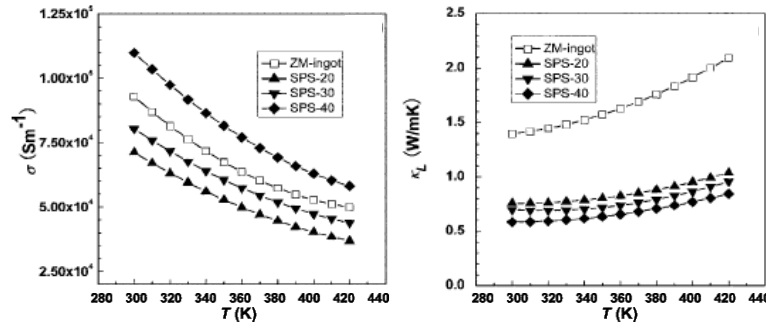 1.25x10⁵
1.00x10⁵
7.50x10⁴
5.00x10⁴
2.50x10⁴
σ (Sm⁻¹)
ZM-ingot
SPS-20
SPS-30
SPS-40
280 300 320 340 360 380 400 420 440
T (K)
2.5
2.0
1.5
1.0
0.5
0.0
κL (W/mK)
ZM-ingot
SPS-20
SPS-30
SPS-40
280 300 320 340 360 380 400 420 440
T (K)